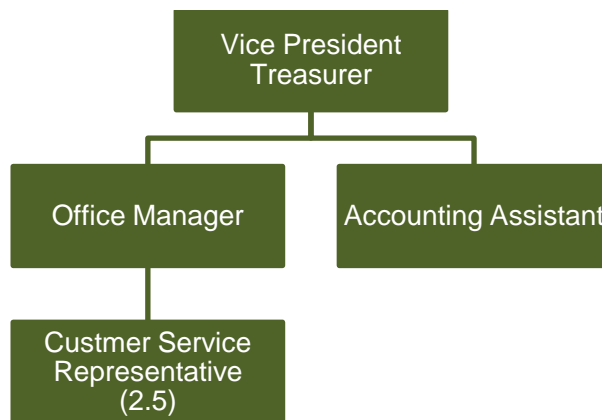 Vice President
Treasurer
Office Manager
Accounting Assistant
Custmer Service
Representative
(2.5)